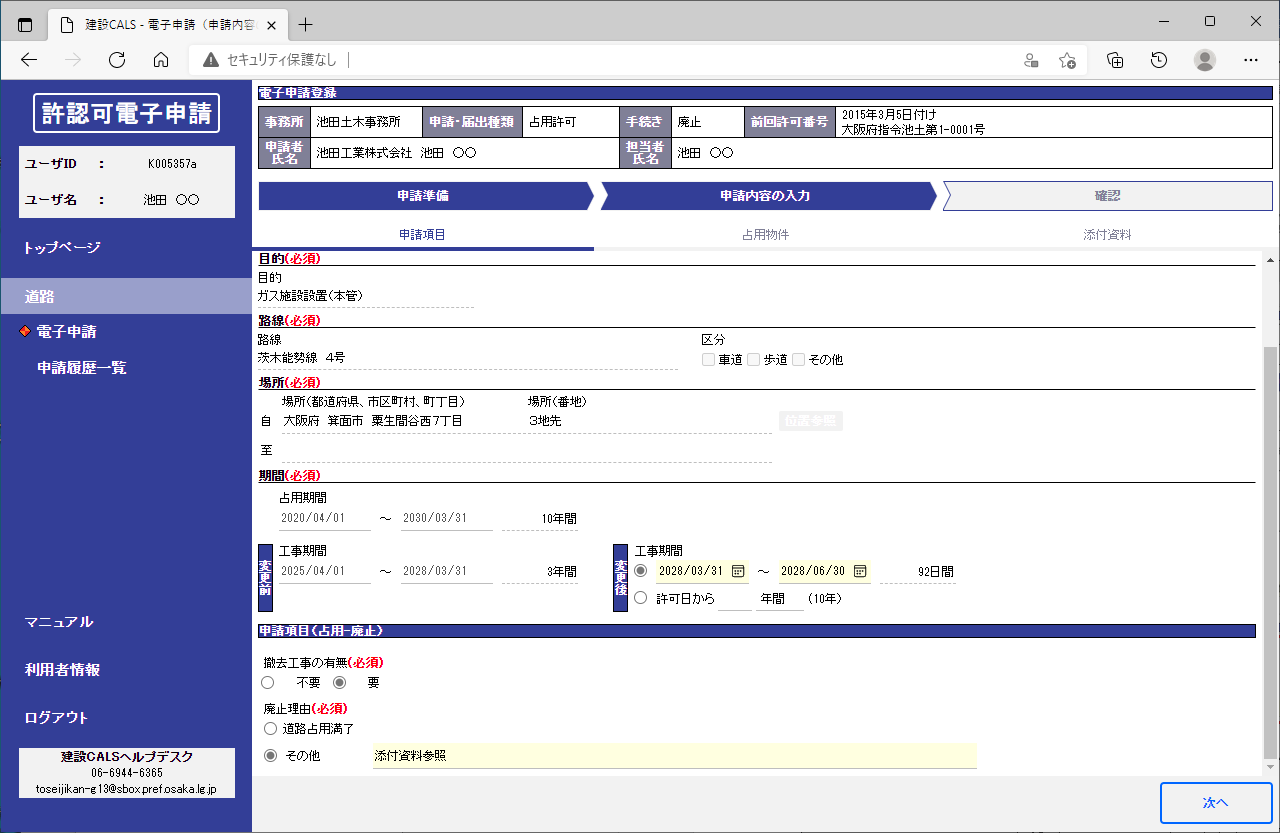 建設CALS - 電子申請（申請内容
セキュリティ保護なし
許認可電子申請
ユーザID ： K005357a
ユーザ名 ： 池田 〇〇
トップページ
道路
電子申請
申請履歴一覧
マニュアル
利用者情報
ログアウト
建設CALSヘルプデスク
06-6944-6365
toseijikan-g13@sbox.pref.osaka.lg.jp
電子申請登録
事務所 池田土木事務所 申請・届出種類 占用許可 手続き 廃止 前回許可番号 2015年3月5日付け
大阪府指令池土第1-0001号
申請者氏名 池田工業株式会社 池田 〇〇 担当者氏名 池田 〇〇
申請準備 申請内容の入力 確認
申請項目 占用物件 添付資料
目的(必須)
目的
ガス施設設置(本管)
路線(必須)
路線 区分
茨木能勢線 4号 車道 歩道 その他
場所(必須)
場所(都道府県、市区町村、町丁目) 場所(番地)
自 大阪府 箕面市 粟生間谷西7丁目 3地先 位置参照
至
期間(必須)
占用期間
2020/04/01 ～ 2030/03/31 10年間
変更前 工事期間
2025/04/01 ～ 2028/03/31 3年間
変更後 工事期間
2028/03/31 ～ 2028/06/30 92日間
許可日から 年間 (10年)
申請項目(占用-廃止)
撤去工事の有無(必須)
不要 要
廃止理由(必須)
道路占用満了
その他 添付資料参照
次へ